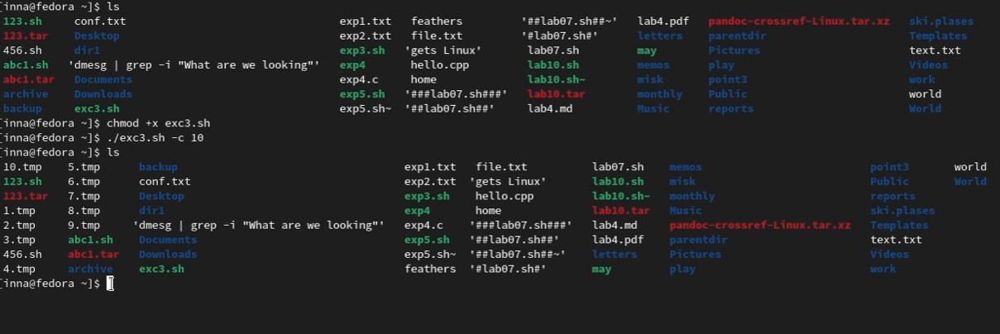 [inna@fedora ~]$ ls
123.sh conf.txt exp1.txt feathers '##lab07.sh##~' lab4.pdf pandoc-crossref-Linux.tar.xz ski.plases
123.tar Desktop exp2.txt file.txt '#lab07.sh#' letters parentdir Templates
456.sh dir1 exp3.sh 'gets Linux' lab07.sh may Pictures text.txt
abc1.sh 'dmesg | grep -i "What are we looking"' exp4 hello.cpp lab10.sh memos play Videos
abc1.tar Documents exp4.c home lab10.sh~ misk point3 work
archive Downloads exp5.sh '###lab07.sh###' lab10.tar monthly Public world
backup exc3.sh exp5.sh~ '##lab07.sh##' lab4.md Music reports World
[inna@fedora ~]$ chmod +x exc3.sh
[inna@fedora ~]$ ./exc3.sh -c 10
[inna@fedora ~]$ ls
10.tmp 5.tmp backup exp1.txt file.txt lab07.sh memos point3 world
123.sh 6.tmp conf.txt exp2.txt 'gets Linux' lab10.sh misk Public World
123.tar 7.tmp Desktop exp3.sh hello.cpp lab10.sh~ monthly reports
1.tmp 8.tmp dir1 exp4 home lab10.tar Music ski.plases
2.tmp 9.tmp 'dmesg | grep -i "What are we looking"' exp4.c '###lab07.sh###' lab4.md pandoc-crossref-Linux.tar.xz Templates
3.tmp abc1.sh Documents exp5.sh '##lab07.sh##' lab4.pdf parentdir text.txt
456.sh abc1.tar Downloads exp5.sh~ '##lab07.sh##~' letters Pictures Videos
4.tmp archive exc3.sh feathers '#lab07.sh#' may play work
[inna@fedora ~]$